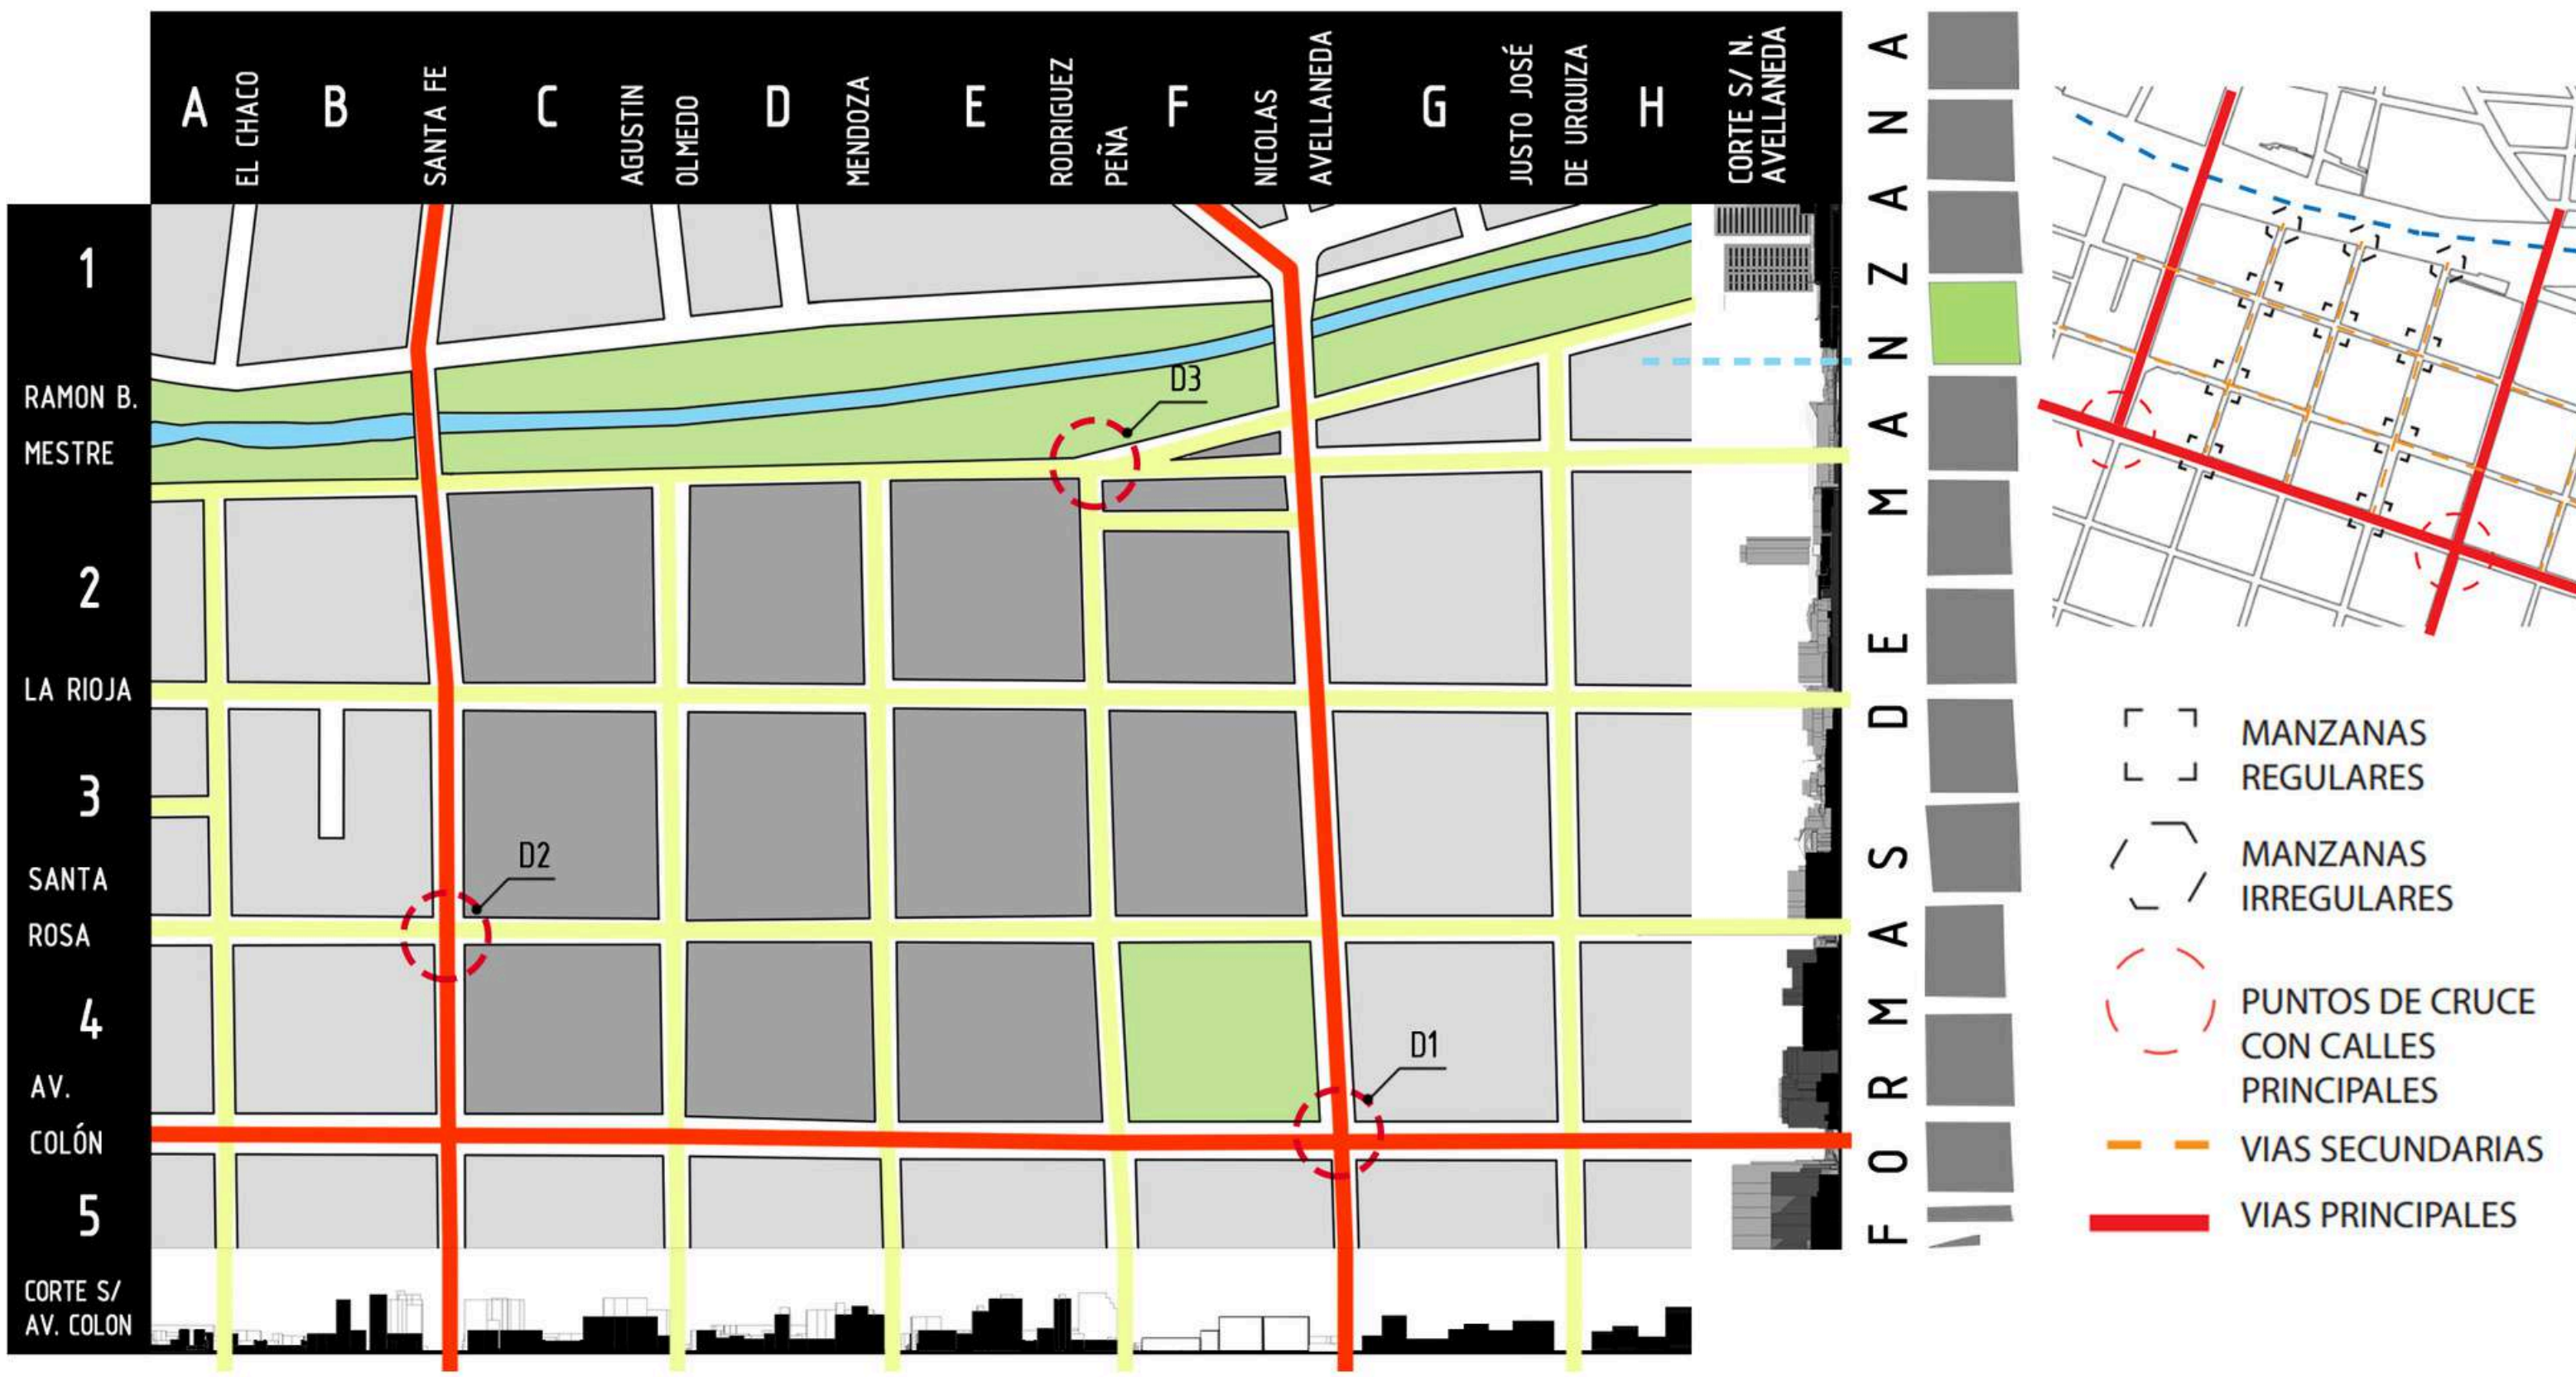 A
EL CHACO
B
SANTA FE
C
AGUSTIN
OLMEDO
D
MENDOZA
E
RODRIGUEZ
PEÑA
F
NICOLAS
AVELLANEDA
G
JUSTO JOSÉ
DE URQUIZA
H
CORTE S/ N.
AVELLANEDA
1
RAMON B.
MESTRE
2
LA RIOJA
3
SANTA
ROSA
4
AV.
COLÓN
5
CORTE S/
AV. COLON
D3
D2
D1
FORMAS DE MANZANA
MANZANAS
REGULARES
MANZANAS
IRREGULARES
PUNTOS DE CRUCE
CON CALLES
PRINCIPALES
VIAS SECUNDARIAS
VIAS PRINCIPALES